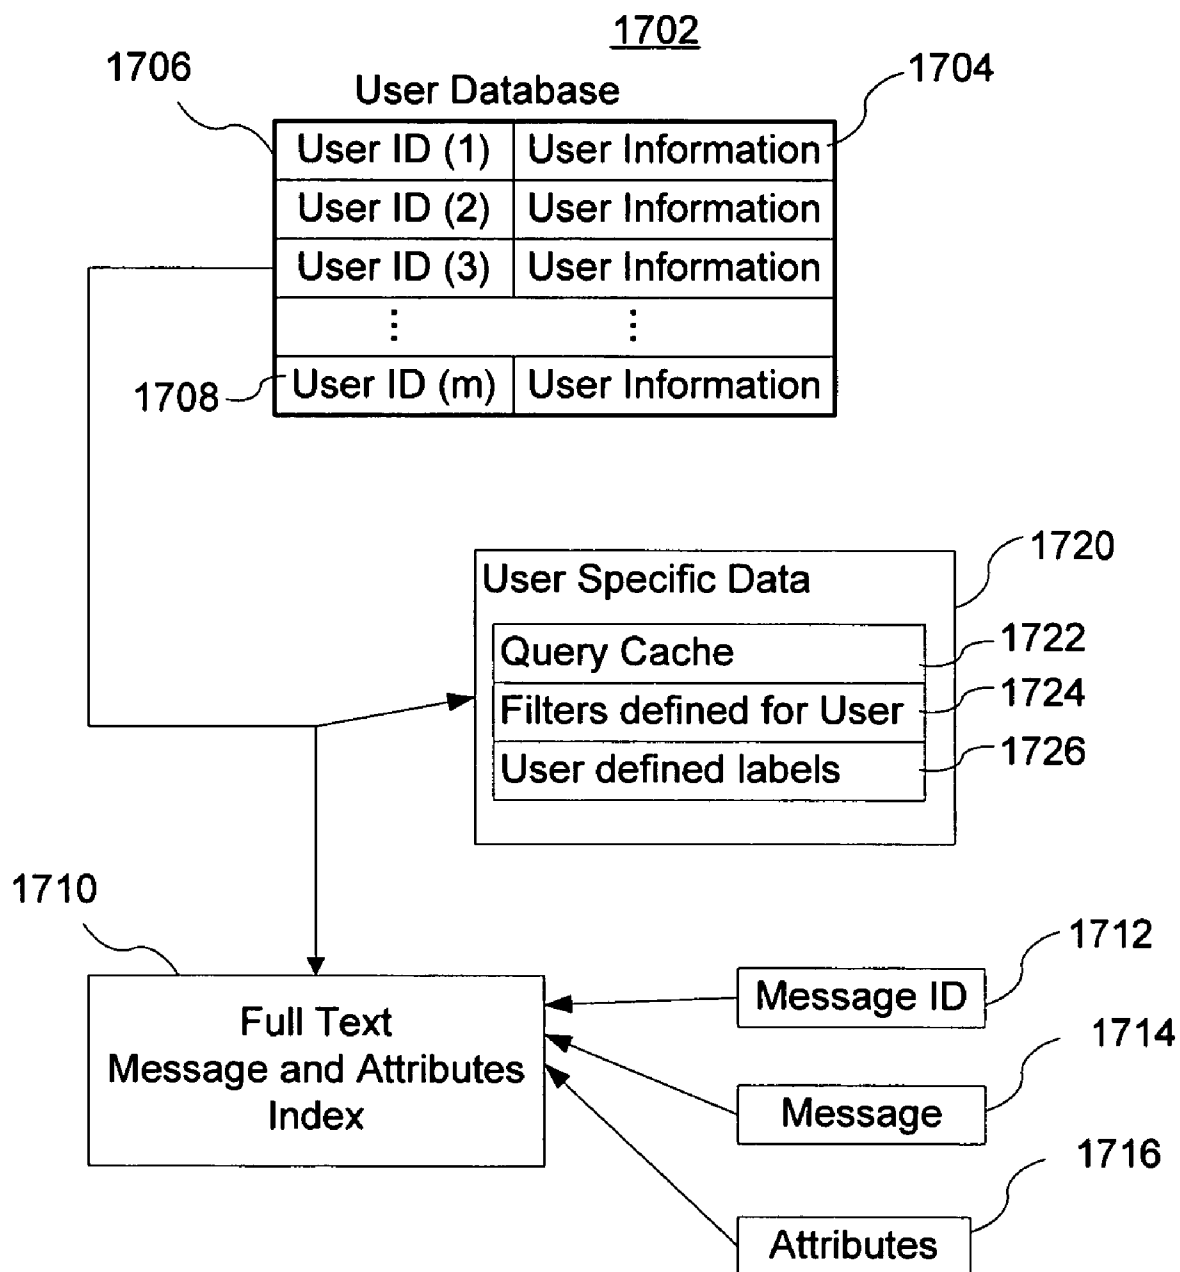 1702
1706
1704
User Database
User ID (1) User Information
User ID (2) User Information
User ID (3) User Information
⋮ ⋮
1708 User ID (m) User Information
1720
User Specific Data
Query Cache 1722
Filters defined for User 1724
User defined labels 1726
1710
Full Text
Message and Attributes
Index
1712
Message ID
1714
Message
1716
Attributes